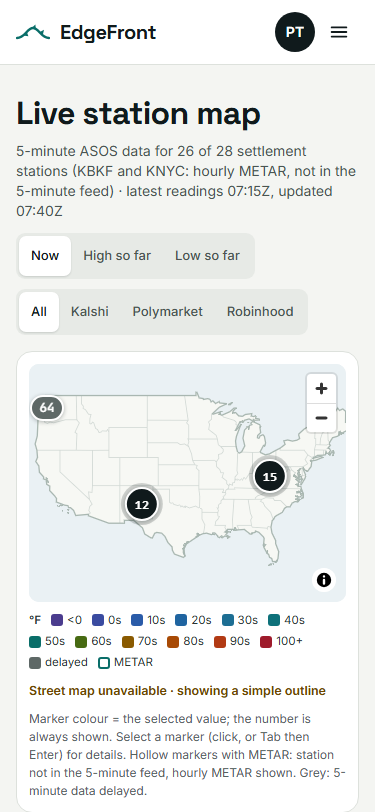 EdgeFront
PT
Live station map
5-minute ASOS data for 26 of 28 settlement
stations (KBKF and KNYC: hourly METAR, not in the
5-minute feed) · latest readings 07:15Z, updated
07:40Z
Now High so far Low so far
All Kalshi Polymarket Robinhood
64
+
−
15
12
i
°F <0 0s 10s 20s 30s 40s
50s 60s 70s 80s 90s 100+
delayed METAR
Street map unavailable · showing a simple outline
Marker colour = the selected value; the number is
always shown. Select a marker (click, or Tab then
Enter) for details. Hollow markers with METAR: station
not in the 5-minute feed, hourly METAR shown. Grey: 5-
minute data delayed.